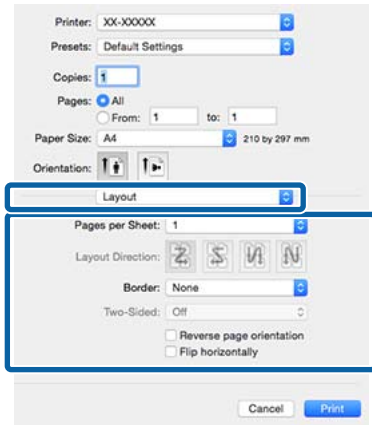 Printer: XX-XXXXX
Presets: Default Settings
Copies: 1
Pages: All
From: 1 to: 1
Paper Size: A4 210 by 297 mm
Orientation:
Layout
Pages per Sheet: 1
Layout Direction:
Border: None
Two-Sided: Off
Reverse page orientation
Flip horizontally
Cancel Print